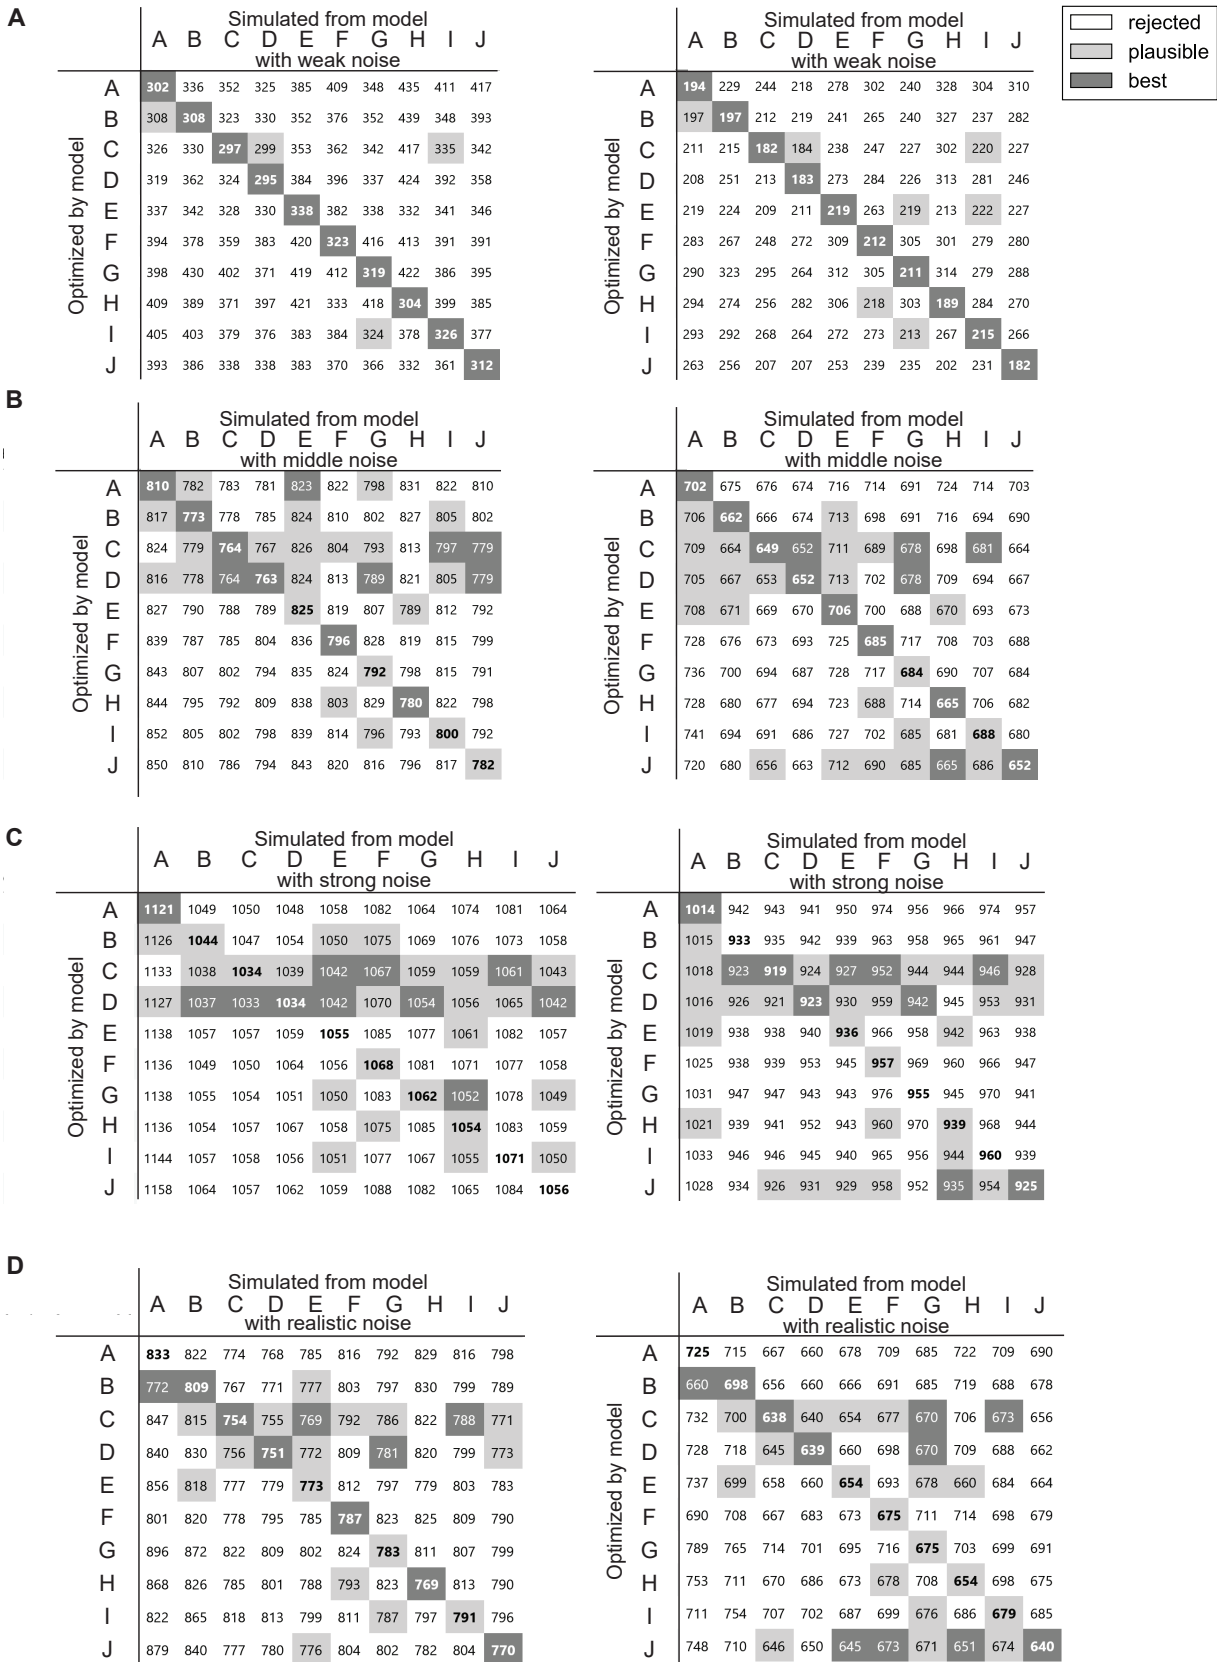 A
Simulated from model
A B C D E F G H I J
with weak noise
Optimized by model
A 302 336 352 325 385 409 348 435 411 417
B 308 308 323 330 352 376 352 439 348 393
C 326 330 297 299 353 362 342 417 335 342
D 319 362 324 295 384 396 337 424 392 358
E 337 342 328 330 338 382 338 332 341 346
F 394 378 359 383 420 323 416 413 391 391
G 398 430 402 371 419 412 319 422 386 395
H 409 389 371 397 421 333 418 304 399 385
I 405 403 379 376 383 384 324 378 326 377
J 393 386 338 338 383 370 366 332 361 312
Simulated from model
A B C D E F G H I J
with weak noise
Optimized by model
A 194 229 244 218 278 302 240 328 304 310
B 197 197 212 219 241 265 240 327 237 282
C 211 215 182 184 238 247 227 302 220 227
D 208 251 213 183 273 284 226 313 281 246
E 219 224 209 211 219 263 219 213 222 227
F 283 267 248 272 309 212 305 301 279 280
G 290 323 295 264 312 305 211 314 279 288
H 294 274 256 282 306 218 303 189 284 270
I 293 292 268 264 272 273 213 267 215 266
J 263 256 207 207 253 239 235 202 231 182
rejected
plausible
best
B
Simulated from model
A B C D E F G H I J
with middle noise
Optimized by model
A 810 782 783 781 823 822 798 831 822 810
B 817 773 778 785 824 810 802 827 805 802
C 824 779 764 767 826 804 793 813 797 779
D 816 778 764 763 824 813 789 821 805 779
E 827 790 788 789 825 819 807 789 812 792
F 839 787 785 804 836 796 828 819 815 799
G 843 807 802 794 835 824 792 798 815 791
H 844 795 792 809 838 803 829 780 822 798
I 852 805 802 798 839 814 796 793 800 792
J 850 810 786 794 843 820 816 796 817 782
Simulated from model
A B C D E F G H I J
with middle noise
Optimized by model
A 702 675 676 674 716 714 691 724 714 703
B 706 662 666 674 713 698 691 716 694 690
C 709 664 649 652 711 689 678 698 681 664
D 705 667 653 652 713 702 678 709 694 667
E 708 671 669 670 706 700 688 670 693 673
F 728 676 673 693 725 685 717 708 703 688
G 736 700 694 687 728 717 684 690 707 684
H 728 680 677 694 723 688 714 665 706 682
I 741 694 691 686 727 702 685 681 688 680
J 720 680 656 663 712 690 685 665 686 652
C
Simulated from model
A B C D E F G H I J
with strong noise
Optimized by model
A 1121 1049 1050 1048 1058 1082 1064 1074 1081 1064
B 1126 1044 1047 1054 1050 1075 1069 1076 1073 1058
C 1133 1038 1034 1039 1042 1067 1059 1059 1061 1043
D 1127 1037 1033 1034 1042 1070 1054 1056 1065 1042
E 1138 1057 1057 1059 1055 1085 1077 1061 1082 1057
F 1136 1049 1050 1064 1056 1068 1081 1071 1077 1058
G 1138 1055 1054 1051 1050 1083 1062 1052 1078 1049
H 1136 1054 1057 1067 1058 1075 1085 1054 1083 1059
I 1144 1057 1058 1056 1051 1077 1067 1055 1071 1050
J 1158 1064 1057 1062 1059 1088 1082 1065 1084 1056
Simulated from model
A B C D E F G H I J
with strong noise
Optimized by model
A 1014 942 943 941 950 974 956 966 974 957
B 1015 933 935 942 939 963 958 965 961 947
C 1018 923 919 924 927 952 944 944 946 928
D 1016 926 921 923 930 959 942 945 953 931
E 1019 938 938 940 936 966 958 942 963 938
F 1025 938 939 953 945 957 969 960 966 947
G 1031 947 947 943 943 976 955 945 970 941
H 1021 939 941 952 943 960 970 939 968 944
I 1033 946 946 945 940 965 956 944 960 939
J 1028 934 926 931 929 958 952 935 954 925
D
Simulated from model
A B C D E F G H I J
with realistic noise
A 833 822 774 768 785 816 792 829 816 798
B 772 809 767 771 777 803 797 830 799 789
C 847 815 754 755 769 792 786 822 788 771
D 840 830 756 751 772 809 781 820 799 773
E 856 818 777 779 773 812 797 779 803 783
F 801 820 778 795 785 787 823 825 809 790
G 896 872 822 809 802 824 783 811 807 799
H 868 826 785 801 788 793 823 769 813 790
I 822 865 818 813 799 811 787 797 791 796
J 879 840 777 780 776 804 802 782 804 770
Simulated from model
A B C D E F G H I J
with realistic noise
Optimized by model
A 725 715 667 660 678 709 685 722 709 690
B 660 698 656 660 666 691 685 719 688 678
C 732 700 638 640 654 677 670 706 673 656
D 728 718 645 639 660 698 670 709 688 662
E 737 699 658 660 654 693 678 660 684 664
F 690 708 667 683 673 675 711 714 698 679
G 789 765 714 701 695 716 675 703 699 691
H 753 711 670 686 673 678 708 654 698 675
I 711 754 707 702 687 699 676 686 679 685
J 748 710 646 650 645 673 671 651 674 640